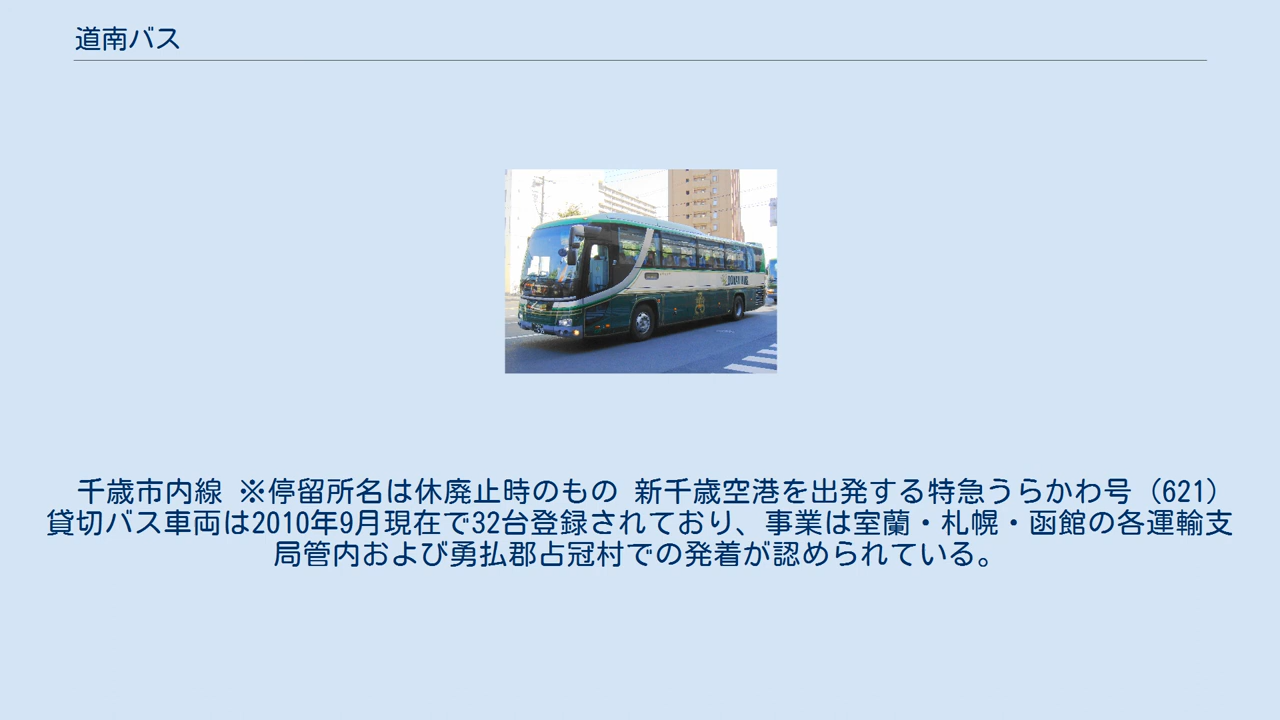 道南バス
DONAN BUS
千歳市内線 ※停留所名は休廃止時のもの 新千歳空港を出発する特急うらかわ号（621）
貸切バス車両は2010年9月現在で32台登録されており、事業は室蘭・札幌・函館の各運輸支
局管内および勇払郡占冠村での発着が認められている。